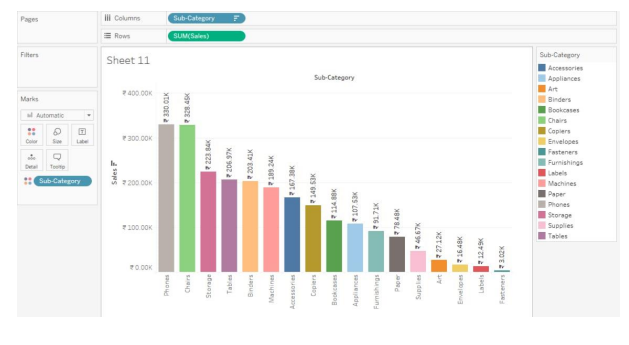 Pages
Columns
Sub-Category
Rows
SUM(Sales)
Filters
Marks
Automatic
Color
Size
Label
Detail
Tooltip
Sub-Category
Sheet 11
Sub-Category
Sales
₹ 400.00K
₹ 300.00K
₹ 200.00K
₹ 100.00K
₹ 0.00K
₹ 330.01K
₹ 328.45K
₹ 223.84K
₹ 206.97K
₹ 203.41K
₹ 189.24K
₹ 167.38K
₹ 149.53K
₹ 114.88K
₹ 107.53K
₹ 91.71K
₹ 78.48K
₹ 46.67K
₹ 27.12K
₹ 16.48K
₹ 12.49K
₹ 3.02K
Phones
Chairs
Storage
Tables
Binders
Machines
Accessories
Copiers
Bookcases
Appliances
Furnishings
Paper
Supplies
Art
Envelopes
Labels
Fasteners
Sub-Category
Accessories
Appliances
Art
Binders
Bookcases
Chairs
Copiers
Envelopes
Fasteners
Furnishings
Labels
Machines
Paper
Phones
Storage
Supplies
Tables